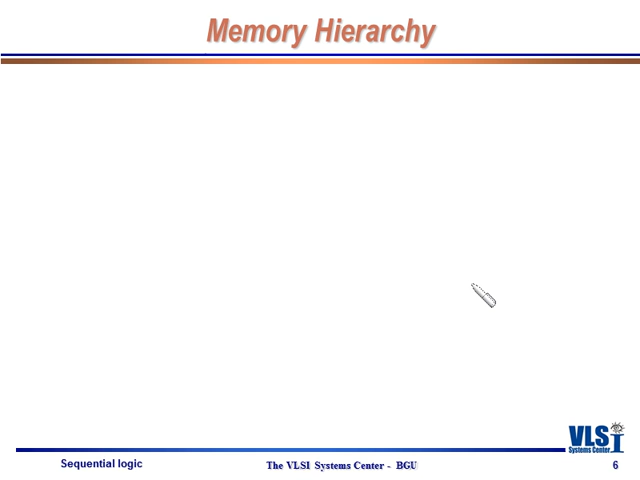 Memory Hierarchy
VLSI
Systems Center
Sequential logic
The VLSI Systems Center - BGU
6